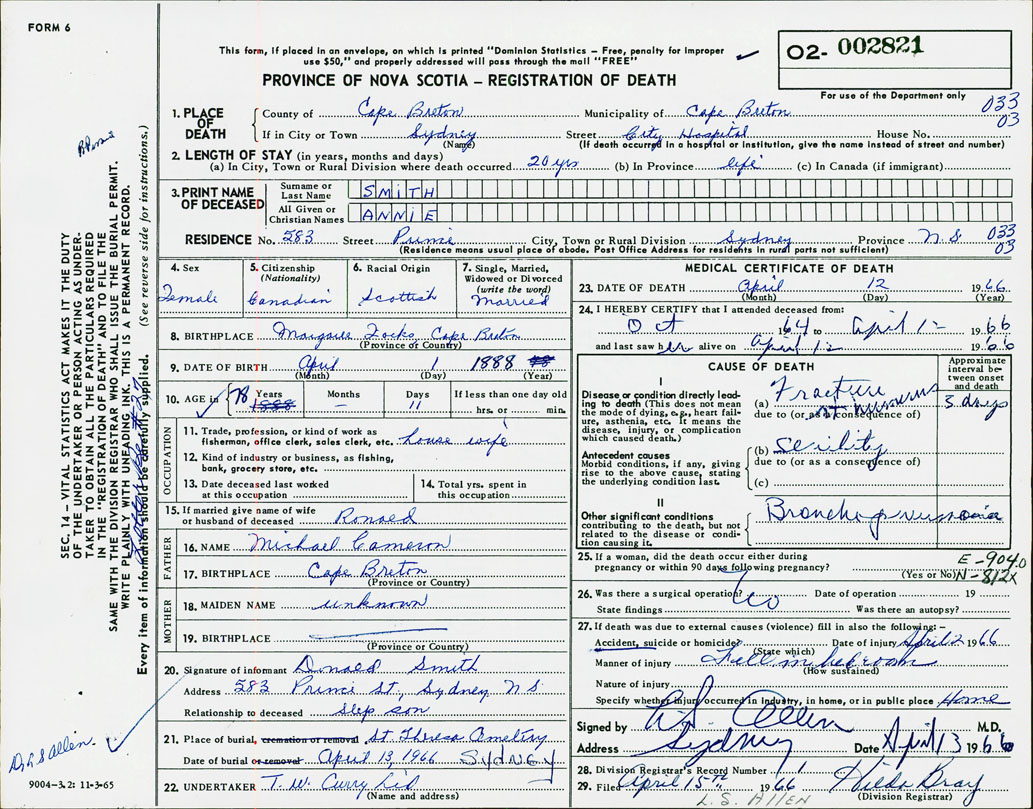 FORM 6
This form, if placed in an envelope, on which is printed "Dominion Statistics – Free, penalty for improper
use $50," and properly addressed will pass through the mail "FREE"
O2- 002821
PROVINCE OF NOVA SCOTIA – REGISTRATION OF DEATH
For use of the Department only
033
03
1. PLACE OF DEATH
County of Cape Breton Municipality of Cape Breton
If in City or Town Sydney Street City Hospital House No.
(Name) (If death occurred in a hospital or institution, give the name instead of street and number)
2. LENGTH OF STAY (in years, months and days)
(a) In City, Town or Rural Division where death occurred 20 yrs (b) In Province life (c) In Canada (if immigrant)
3. PRINT NAME OF DECEASED
Surname or Last Name SMITH
All Given or Christian Names ANNIE
RESIDENCE No. 583 Street Prince City, Town or Rural Division Sydney Province N.S. 033
(Residence means usual place of abode. Post Office Address for residents in rural parts not sufficient) 03
4. Sex Female
5. Citizenship (Nationality) Canadian
6. Racial Origin Scottish
7. Single, Married, Widowed or Divorced (write the word) Married
8. BIRTHPLACE Margaree Forks, Cape Breton
(Province or Country)
9. DATE OF BIRTH April 1 1888
(Month) (Day) (Year)
10. AGE in 78 Years 1888 Months – Days 11 If less than one day old hrs. or min.
OCCUPATION
11. Trade, profession, or kind of work as
fisherman, office clerk, sales clerk, etc. house wife
12. Kind of industry or business, as fishing,
bank, grocery store, etc.
13. Date deceased last worked
at this occupation
14. Total yrs. spent in
this occupation
15. If married give name of wife
or husband of deceased Ronald
FATHER
16. NAME Michael Cameron
17. BIRTHPLACE Cape Breton
(Province or Country)
MOTHER
18. MAIDEN NAME unknown
19. BIRTHPLACE
(Province or Country)
20. Signature of informant Donald Smith
Address 583 Prince St, Sydney NS
Relationship to deceased step son
21. Place of burial, cremation or removal St Theresa Cemetry
Date of burial or removal April 13, 1966 SYDNEY
22. UNDERTAKER T. W. Curry Ltd
(Name and address)
MEDICAL CERTIFICATE OF DEATH
23. DATE OF DEATH April 12 1966
(Month) (Day) (Year)
24. I HEREBY CERTIFY that I attended deceased from:
Oct 1964 to April 12 1966
and last saw her alive on April 12 1966
CAUSE OF DEATH
Approximate interval between onset and death
I
Disease or condition directly leading to death (This does not mean
the mode of dying, e.g., heart failure, asthenia, etc. It means the
disease, injury, or complication
which caused death.)
(a) Fracture
due to (or as a consequence of)
3 days
Antecedent causes
Morbid conditions, if any, giving
rise to the above cause, stating
the underlying condition last.
(b) Senility
due to (or as a consequence of)
(c)
II
Other significant conditions
contributing to the death, but not
related to the disease or condition causing it.
Broncho pneumonia
25. If a woman, did the death occur either during
pregnancy or within 90 days following pregnancy?
(Yes or No)
E-904.0
N-812X
26. Was there a surgical operation? No Date of operation 19
State findings Was there an autopsy?
27. If death was due to external causes (violence) fill in also the following:–
Accident, suicide or homicide? Date of injury April 2 1966
(State which)
Manner of injury Fell in bedroom
(How sustained)
Nature of injury
Specify whether injury occurred in industry, in home, or in public place Home
Signed by L.S. Allen M.D.
Address Sydney Date April 13 1966
28. Division Registrar's Record Number
29. Filed April 15th 1966 Hilda Bray
(Division Registrar)
L.S. ALLEN
SEC. 14 – VITAL STATISTICS ACT MAKES IT THE DUTY
OF THE UNDERTAKER OR PERSON ACTING AS UNDERTAKER TO OBTAIN ALL THE PARTICULARS REQUIRED
IN THE "REGISTRATION OF DEATH" AND TO FILE THE
SAME WITH THE DIVISION REGISTRAR WHO SHALL ISSUE THE BURIAL PERMIT.
WRITE PLAINLY WITH UNFADING INK, THIS IS A PERMANENT RECORD.
Every item of information should be carefully supplied. (See reverse side for instructions.)
Dr L S Allen
9004-3.2: 11-3-65